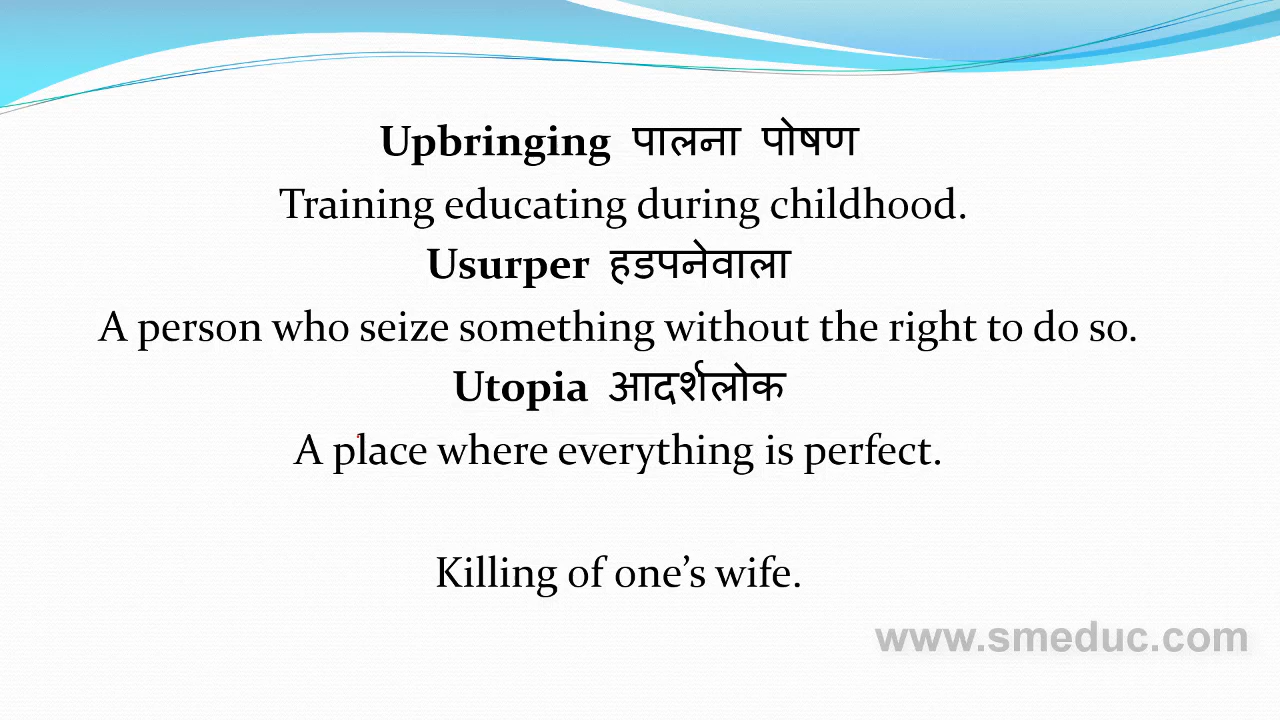 Upbringing पालना पोषण
Training educating during childhood.
Usurper हडपनेवाला
A person who seize something without the right to do so.
Utopia आदर्शलोक
A place where everything is perfect.
Killing of one’s wife.
www.smeduc.com